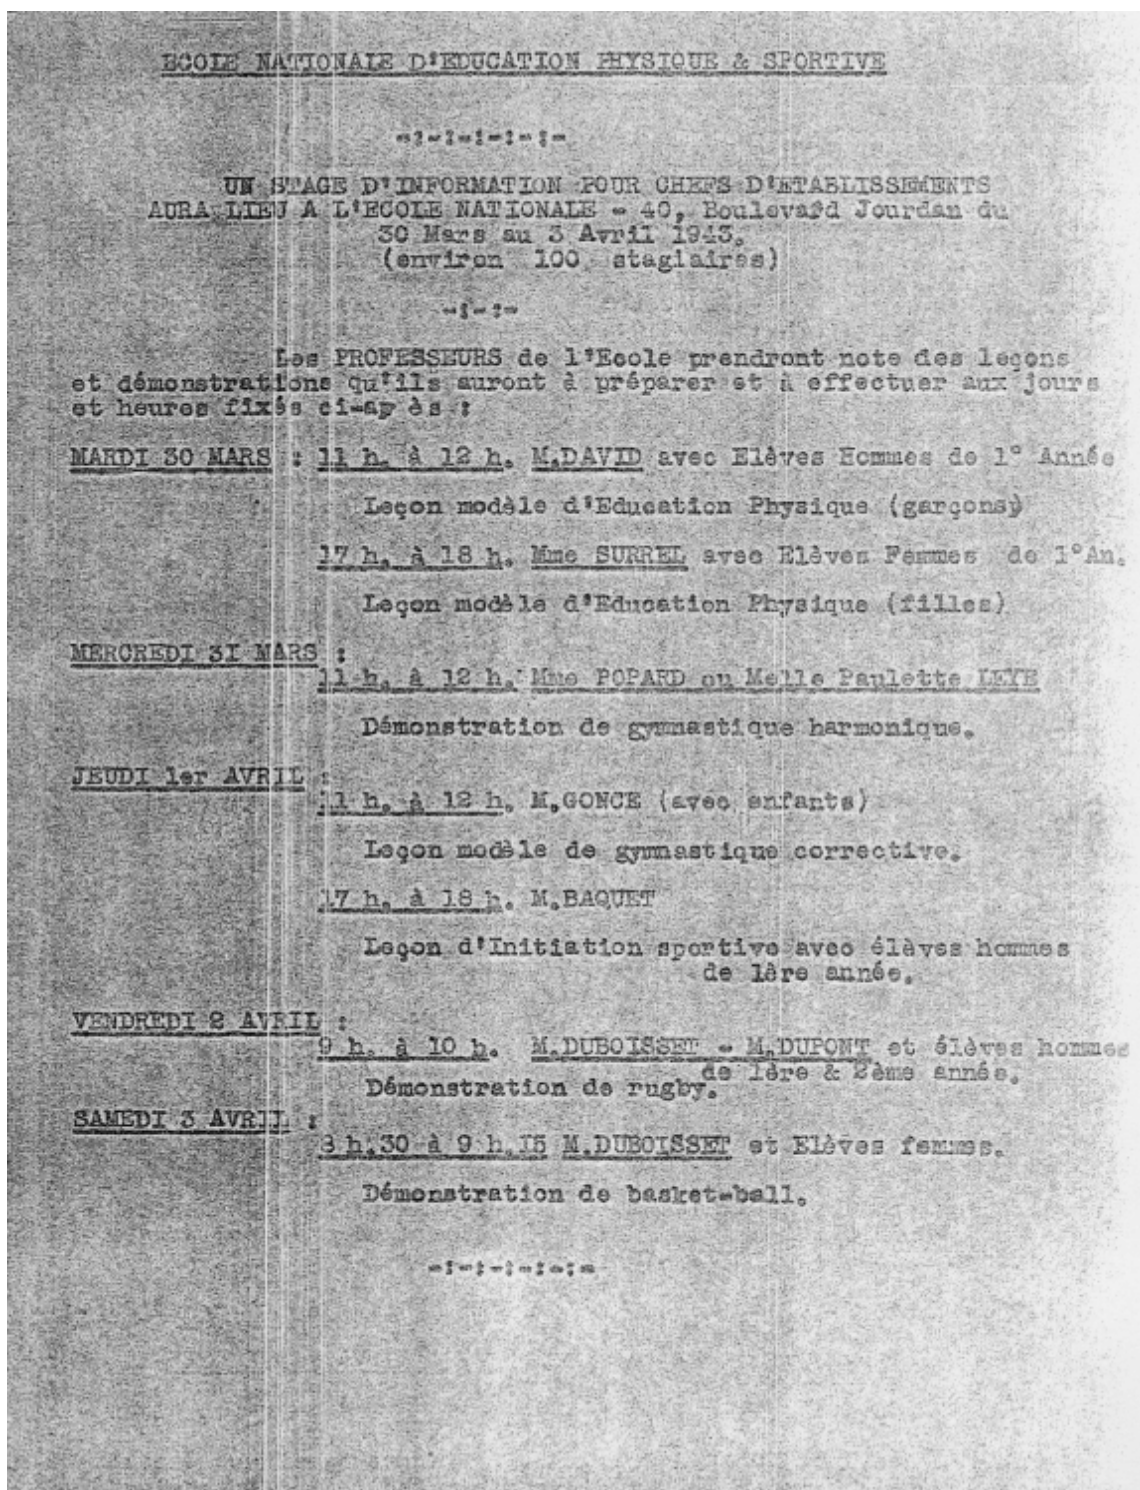 ECOLE NATIONALE D'EDUCATION PHYSIQUE & SPORTIVE
-:-:-:-:-:-
UN STAGE D'INFORMATION POUR CHEFS D'ETABLISSEMENTS
AURA LIEU A L'ECOLE NATIONALE - 40, Boulevard Jourdan du
30 Mars au 3 Avril 1943.
(environ 100 stagiaires)
-:-:-
Les PROFESSEURS de l'Ecole prendront note des leçons
et démonstrations qu'ils auront à préparer et à effectuer aux jours
et heures fixés ci-ap ès :
MARDI 30 MARS : 11 h. à 12 h. M.DAVID avec Elèves Hommes de 1° Année
Leçon modèle d'Education Physique (garçons)
17 h. à 18 h. Mme SURREL avec Elèves Femmes de 1°An.
Leçon modèle d'Education Physique (filles)
MERCREDI 3I MARS :
11 h. à 12 h. Mme POPARD ou Melle Paulette LEYE
Démonstration de gymnastique harmonique.
JEUDI 1er AVRIL :
11 h. à 12 h. M.GONCE (avec enfants)
Leçon modèle de gymnastique corrective.
17 h. à 18 h. M.BAQUET
Leçon d'Initiation sportive avec élèves hommes
de 1ère année.
VENDREDI 2 AVRIL :
9 h. à 10 h. M.DUBOISSET - M.DUPONT et élèves hommes
de 1ère & 2ème année.
Démonstration de rugby.
SAMEDI 3 AVRIL :
8 h.30 à 9 h.15 M.DUBOISSET et Elèves femmes.
Démonstration de basket-ball.
-:-:-:-:-:-